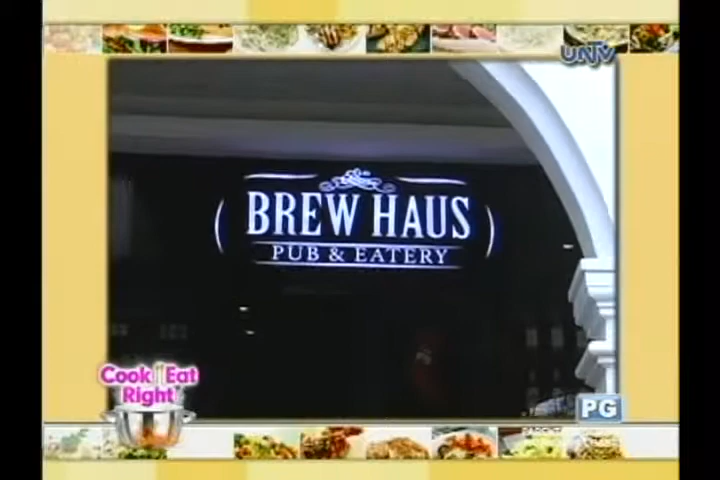 UNTV
BREW HAUS
PUB & EATERY
Cook Eat
Right
PG